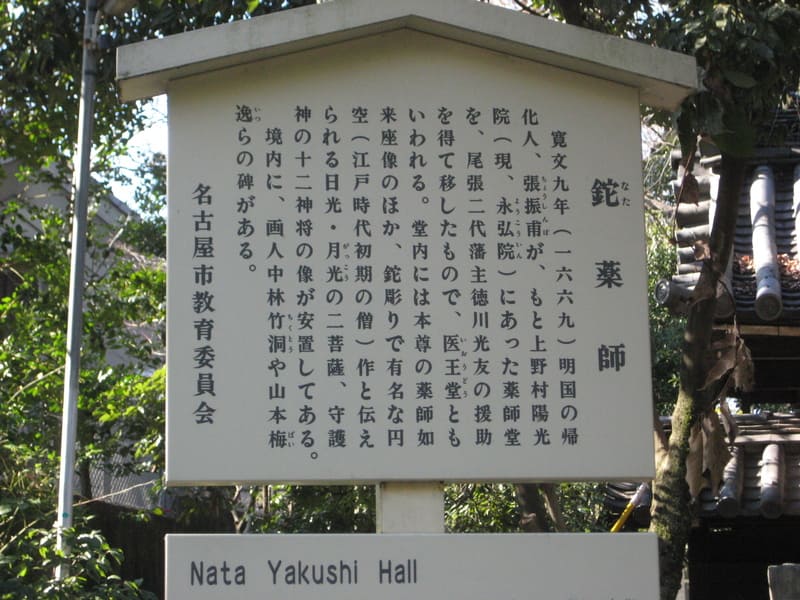 鉈薬師
寛文九年(一六六九)明国の帰
化人、張振甫が、もと上野村陽光
院(現、永弘院)にあった薬師堂
を、尾張二代藩主徳川光友の援助
を得て移したもので、医王堂とも
いわれる。堂内には本尊の薬師如
来座像のほか、鉈彫りで有名な円
空(江戸時代初期の僧)作と伝え
られる日光・月光の二菩薩、守護
神の十二神将の像が安置してある。
境内に、画人中林竹洞や山本梅
逸らの碑がある。
名古屋市教育委員会
Nata Yakushi Hall